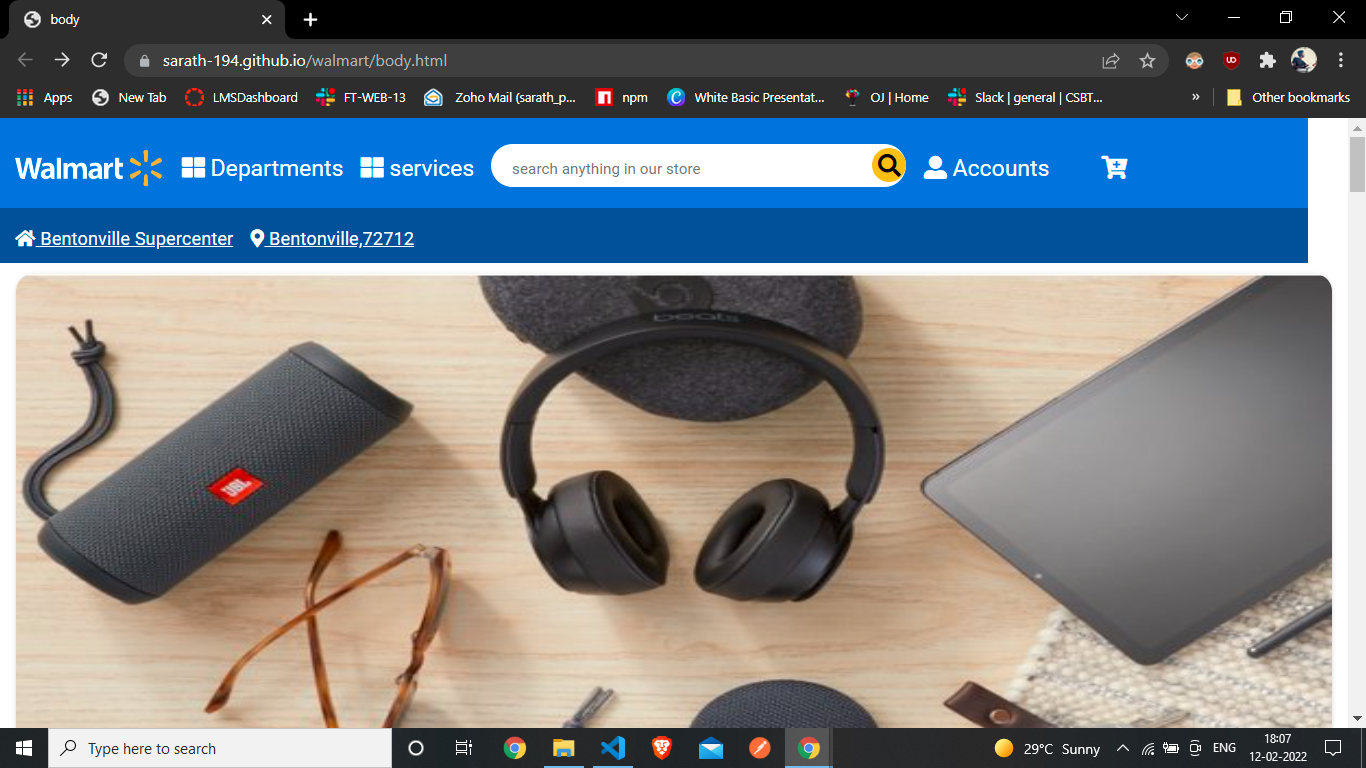 body
sarath-194.github.io/walmart/body.html
UO
Apps
New Tab
LMSDashboard
FT-WEB-13
Zoho Mail (sarath_p...
npm
White Basic Presentat...
OJ | Home
Slack | general | CSBT...
»
Other bookmarks
Walmart
Departments
services
search anything in our store
Accounts
Bentonville Supercenter
Bentonville,72712
beats
JBL
Type here to search
29°C Sunny
ENG
18:07
12-02-2022